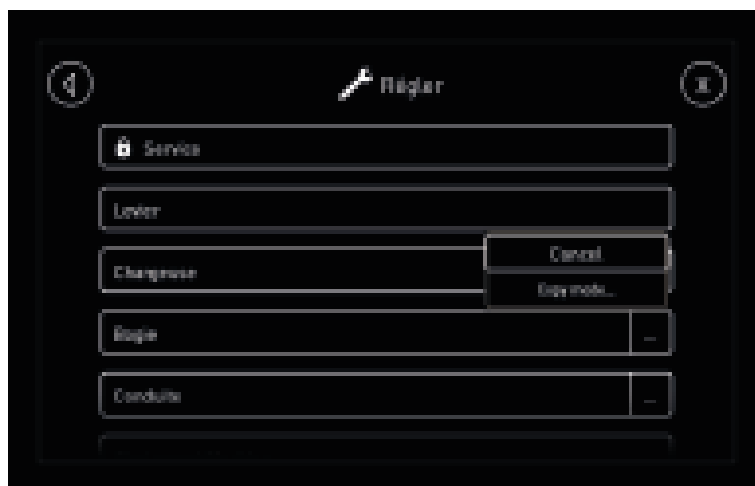 Régler
Service
Levier
Chargeuse
Cancel
Copy mode...
Bogie
...
Conduite
...